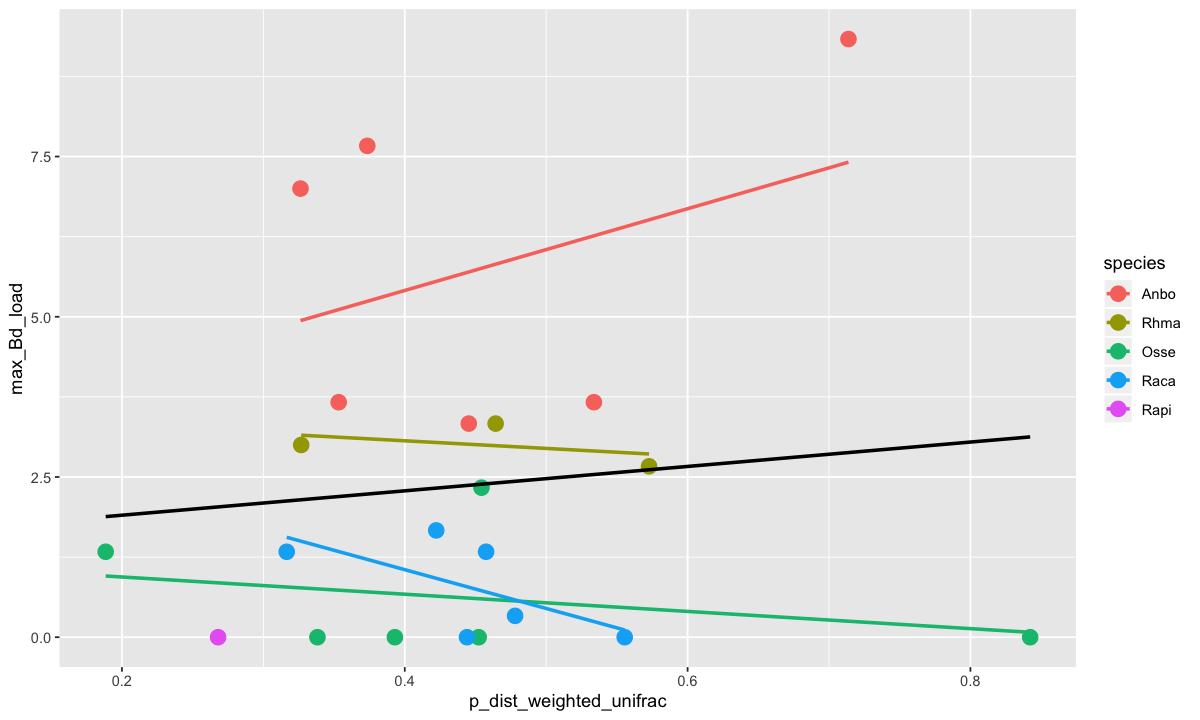 max_Bd_load
7.5
5.0
2.5
0.0
0.2
0.4
0.6
0.8
p_dist_weighted_unifrac
species
Anbo
Rhma
Osse
Raca
Rapi